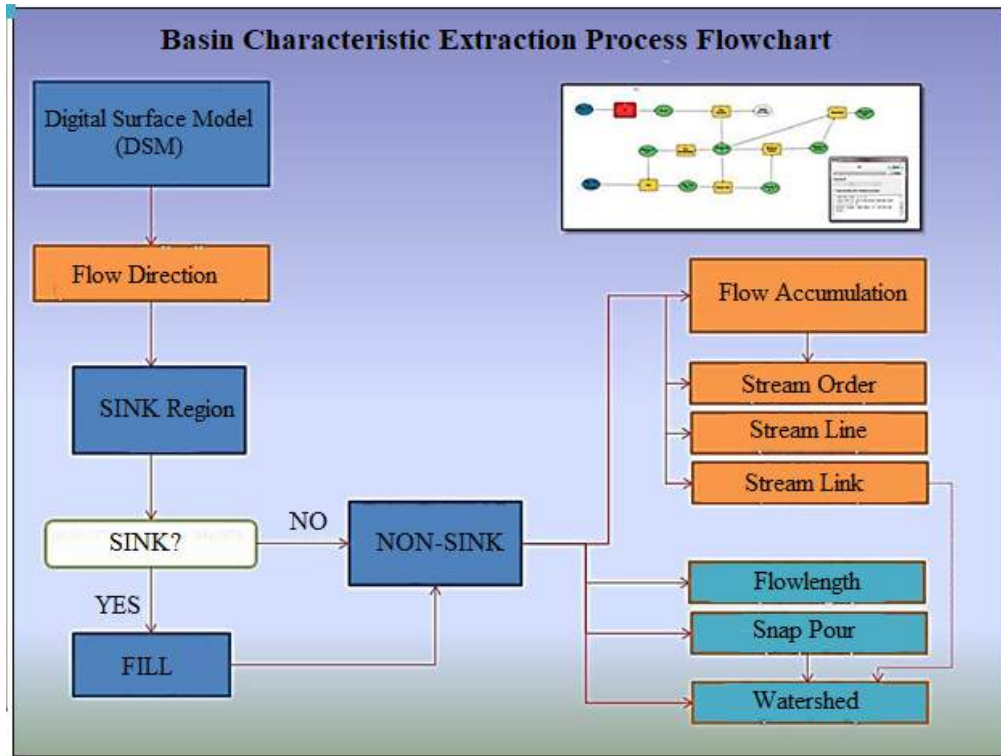 Basin Characteristic Extraction Process Flowchart
Digital Surface Model
(DSM)
Flow Direction
SINK Region
SINK?
NO
YES
FILL
NON-SINK
Flow Accumulation
Stream Order
Stream Line
Stream Link
Flowlength
Snap Pour
Watershed